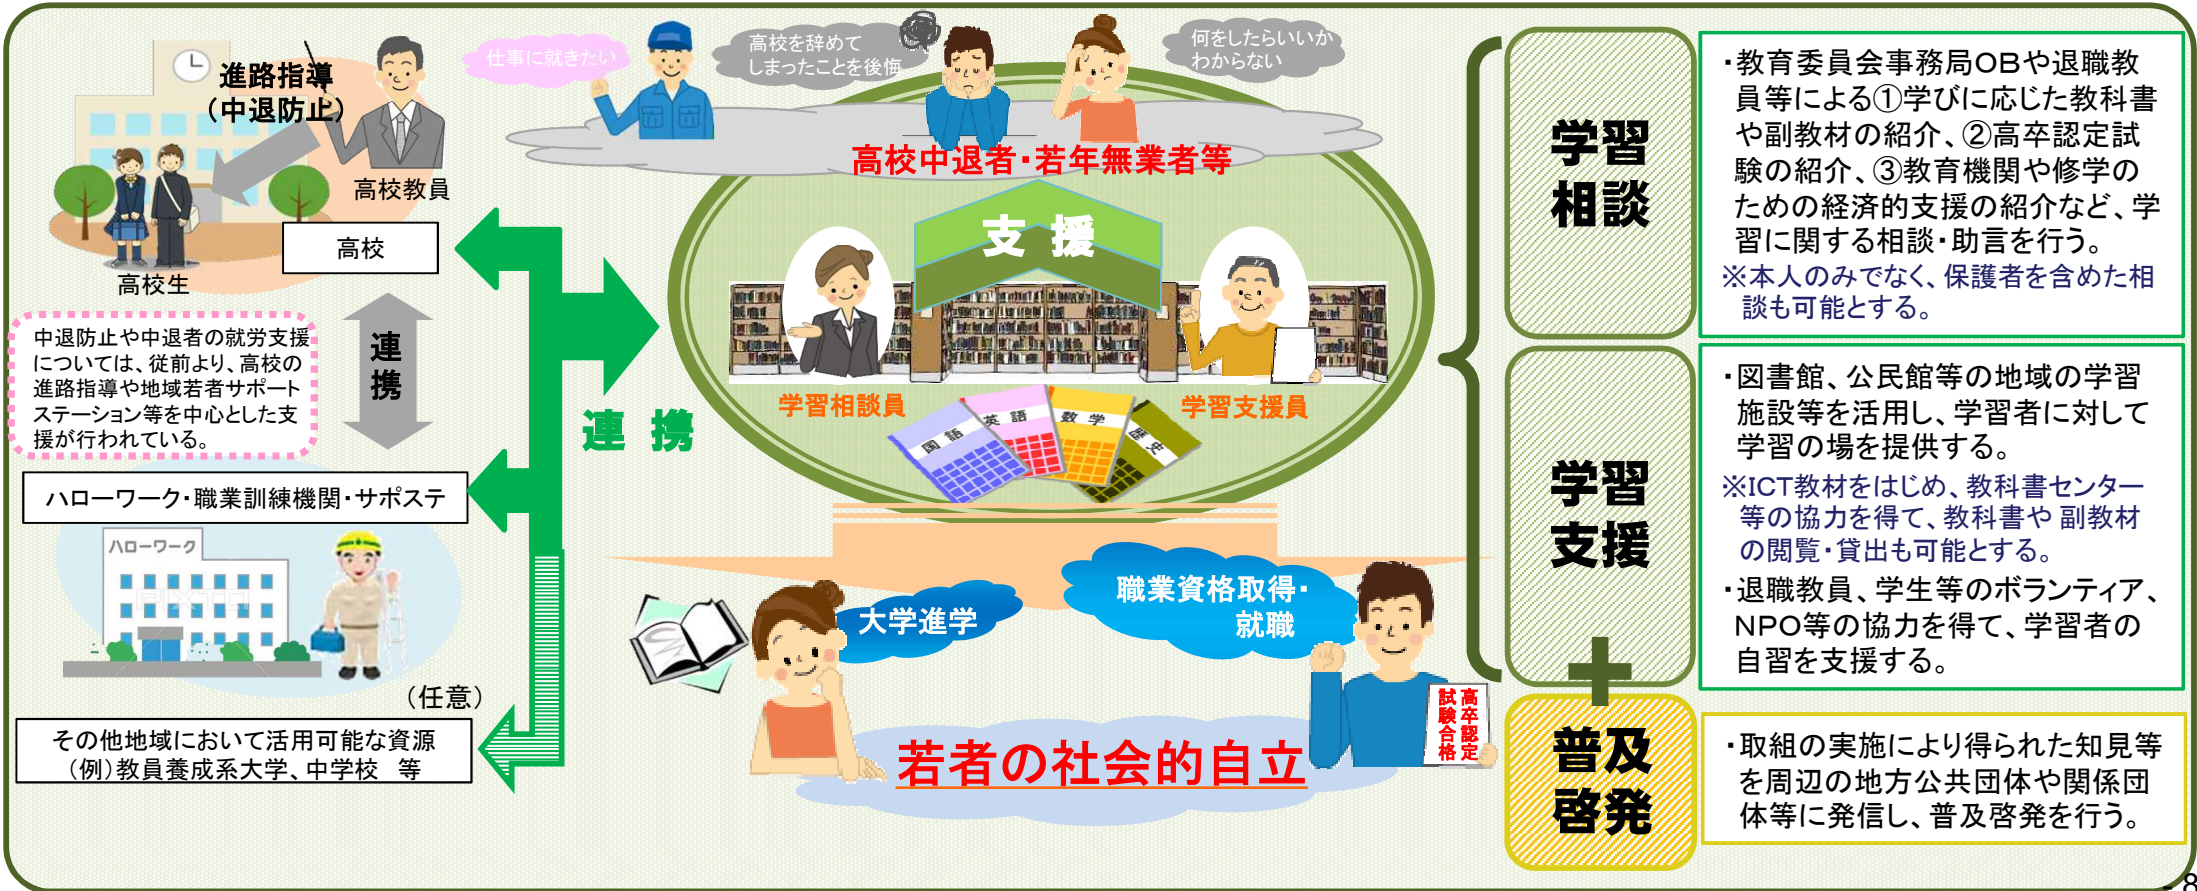 進路指導
(中退防止)
高校教員
高校
高校生
中退防止や中退者の就労支援
については、従前より、高校の
進路指導や地域若者サポート
ステーション等を中心とした支
援が行われている。
連
携
ハローワーク・職業訓練機関・サポステ
ハローワーク
(任意)
その他地域において活用可能な資源
(例)教員養成系大学、中学校 等
連 携
仕事に就きたい
高校を辞めて
しまったことを後悔
何をしたらいいか
わからない
高校中退者・若年無業者等
支 援
学習相談員
学習支援員
国 語
英 語
数 学
歴 史
大学進学
職業資格取得・
就職
高卒認定
試験合格
若者の社会的自立
学習
相談
・教育委員会事務局OBや退職教
員等による①学びに応じた教科書
や副教材の紹介、②高卒認定試
験の紹介、③教育機関や修学の
ための経済的支援の紹介など、学
習に関する相談・助言を行う。
※本人のみでなく、保護者を含めた相
談も可能とする。
学習
支援
・図書館、公民館等の地域の学習
施設等を活用し、学習者に対して
学習の場を提供する。
※ICT教材をはじめ、教科書センター
等の協力を得て、教科書や 副教材
の閲覧・貸出も可能とする。
・退職教員、学生等のボランティア、
NPO等の協力を得て、学習者の
自習を支援する。
+
普及
啓発
・取組の実施により得られた知見等
を周辺の地方公共団体や関係団
体等に発信し、普及啓発を行う。
8